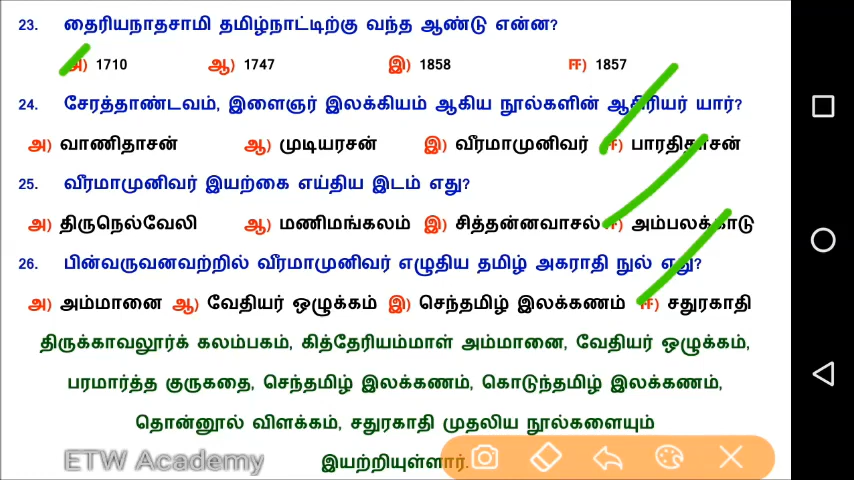 23. தைரியநாதசாமி தமிழ்நாட்டிற்கு வந்த ஆண்டு என்ன?
அ) 1710 ஆ) 1747 இ) 1858 ஈ) 1857
24. சேரத்தாண்டவம், இளைஞர் இலக்கியம் ஆகிய நூல்களின் ஆசிரியர் யார்?
அ) வாணிதாசன் ஆ) முடியரசன் இ) வீரமாமுனிவர் ஈ) பாரதிதாசன்
25. வீரமாமுனிவர் இயற்கை எய்திய இடம் எது?
அ) திருநெல்வேலி ஆ) மணிமங்கலம் இ) சித்தன்னவாசல் ஈ) அம்பலக்காடு
26. பின்வருவனவற்றில் வீரமாமுனிவர் எழுதிய தமிழ் அகராதி நுல் எது?
அ) அம்மானை ஆ) வேதியர் ஒழுக்கம் இ) செந்தமிழ் இலக்கணம் ஈ) சதுரகாதி
திருக்காவலூர்க் கலம்பகம், கித்தேரியம்மாள் அம்மானை, வேதியர் ஒழுக்கம்,
பரமார்த்த குருகதை, செந்தமிழ் இலக்கணம், கொடுந்தமிழ் இலக்கணம்,
தொன்னூல் விளக்கம், சதுரகாதி முதலிய நூல்களையும்
இயற்றியுள்ளார்.
ETW Academy